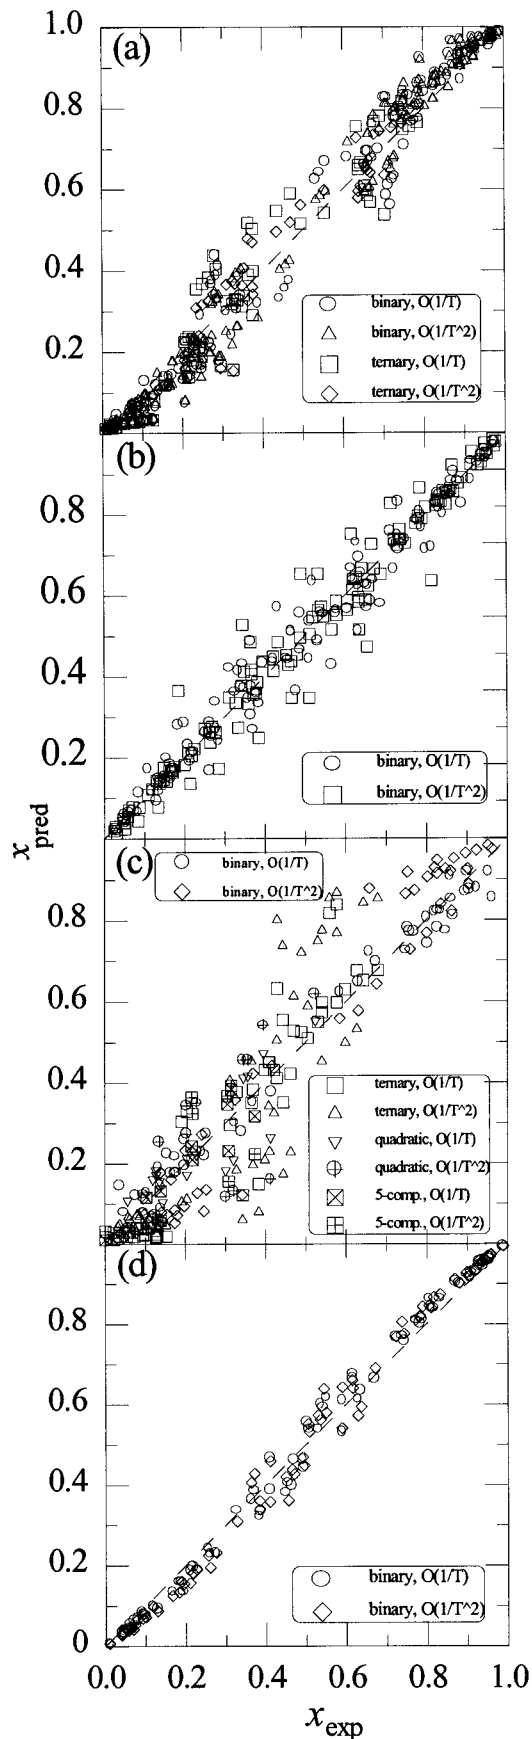 1.0
(a)
0.8
0.6
0.4
binary, O(1/T)
binary, O(1/T^2)
ternary, O(1/T)
ternary, O(1/T^2)
0.2
(b)
0.8
0.6
0.4
binary, O(1/T)
binary, O(1/T^2)
0.2
x_pred
(c)
binary, O(1/T)
binary, O(1/T^2)
0.8
0.6
0.4
ternary, O(1/T)
ternary, O(1/T^2)
quadratic, O(1/T)
quadratic, O(1/T^2)
5-comp., O(1/T)
5-comp., O(1/T^2)
0.2
(d)
0.8
0.6
0.4
0.2
binary, O(1/T)
binary, O(1/T^2)
0
0.0 0.2 0.4 0.6 0.8 1.0
x_exp